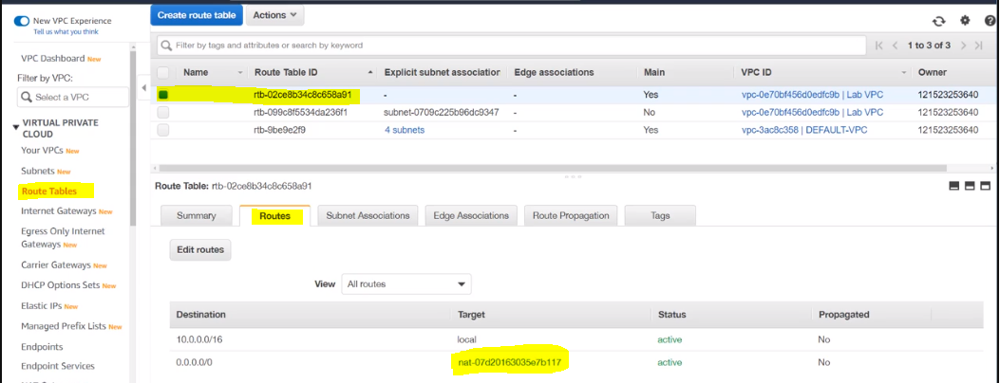 New VPC Experience
Tell us what you think
VPC Dashboard New
Filter by VPC:
Select a VPC
VIRTUAL PRIVATE
CLOUD
Your VPCs New
Subnets New
Route Tables
Internet Gateways New
Egress Only Internet
Gateways New
Carrier Gateways New
DHCP Options Sets New
Elastic IPs New
Managed Prefix Lists New
Endpoints
Endpoint Services
Create route table Actions
Filter by tags and attributes or search by keyword 1 to 3 of 3
Name Route Table ID Explicit subnet association Edge associations Main VPC ID Owner
rtb-02ce8b34c8c658a91 - - Yes vpc-0e70bf456d0edfc9b | Lab VPC 121523253640
rtb-099c8f5534da236f1 subnet-0709c225b96dc9347 - No vpc-0e70bf456d0edfc9b | Lab VPC 121523253640
rtb-9be9e2f9 4 subnets - Yes vpc-3ac8c358 | DEFAULT-VPC 121523253640
Route Table: rtb-02ce8b34c8c658a91
Summary Routes Subnet Associations Edge Associations Route Propagation Tags
Edit routes
View All routes
Destination Target Status Propagated
10.0.0.0/16 local active No
0.0.0.0/0 nat-07d20163035e7b117 active No